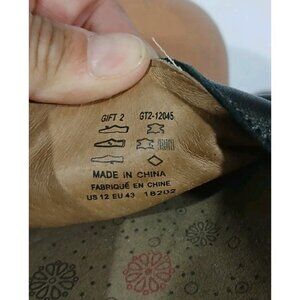 GIFT 2 GT2-12045
MADE IN CHINA
FABRIQUÉ EN CHINE
US 12 EU 43 18202